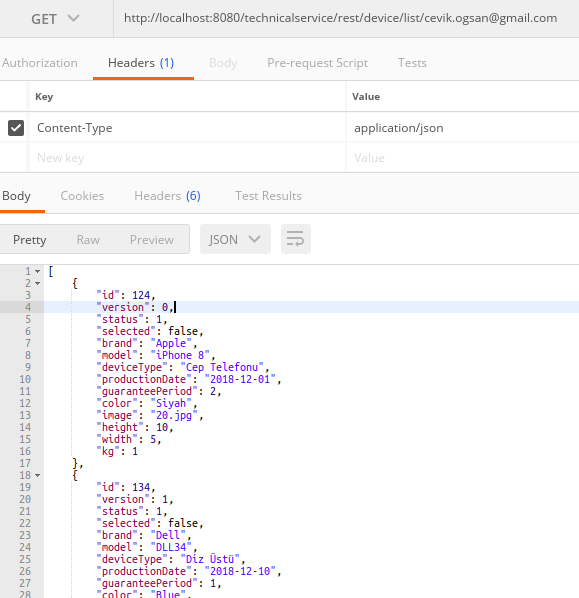 GET http://localhost:8080/technicalservice/rest/device/list/cevik.ogsan@gmail.com
Authorization Headers (1) Body Pre-request Script Tests
Key Value
Content-Type application/json
New key Value
Body Cookies Headers (6) Test Results
Pretty Raw Preview JSON
1 [
2 {
3 "id": 124,
4 "version": 0,
5 "status": 1,
6 "selected": false,
7 "brand": "Apple",
8 "model": "iPhone 8",
9 "deviceType": "Cep Telefonu",
10 "productionDate": "2018-12-01",
11 "guaranteePeriod": 2,
12 "color": "Siyah",
13 "image": "20.jpg",
14 "height": 10,
15 "width": 5,
16 "kg": 1
17 },
18 {
19 "id": 134,
20 "version": 1,
21 "status": 1,
22 "selected": false,
23 "brand": "Dell",
24 "model": "DLL34",
25 "deviceType": "Diz Üstü",
26 "productionDate": "2018-12-10",
27 "guaranteePeriod": 1,
28 "color": "Blue",